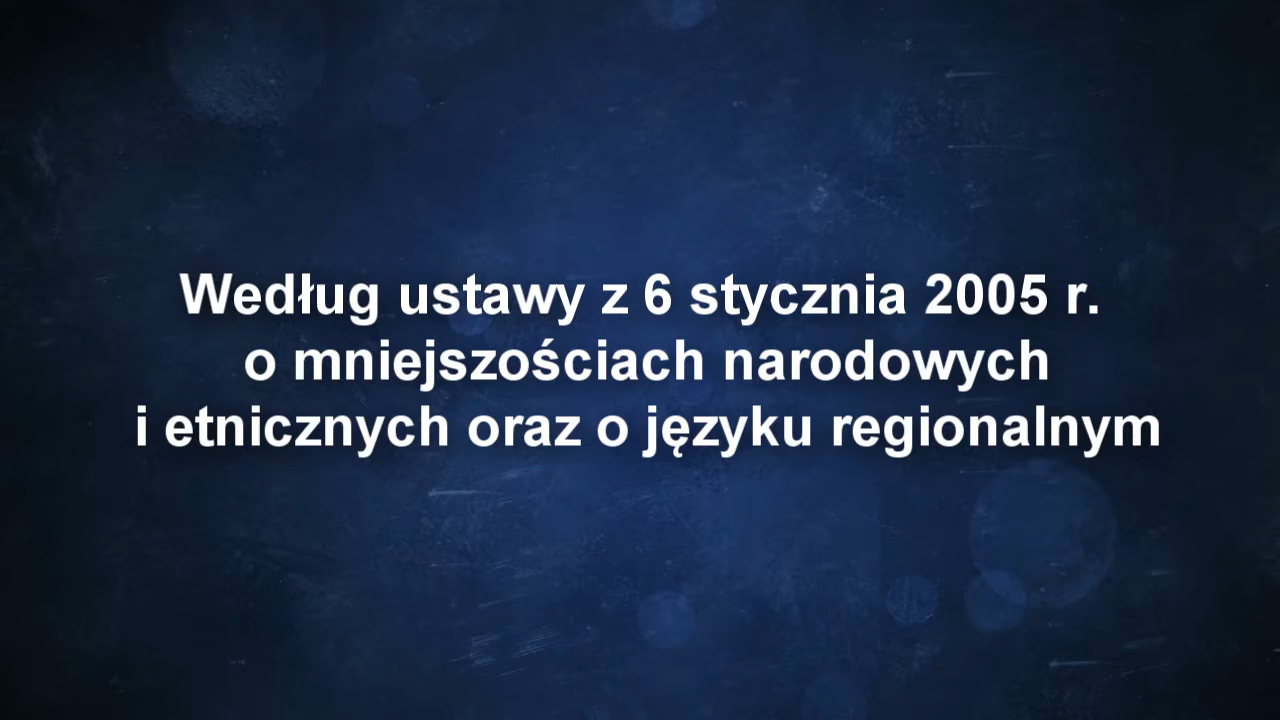 Według ustawy z 6 stycznia 2005 r.
o mniejszościach narodowych
i etnicznych oraz o języku regionalnym